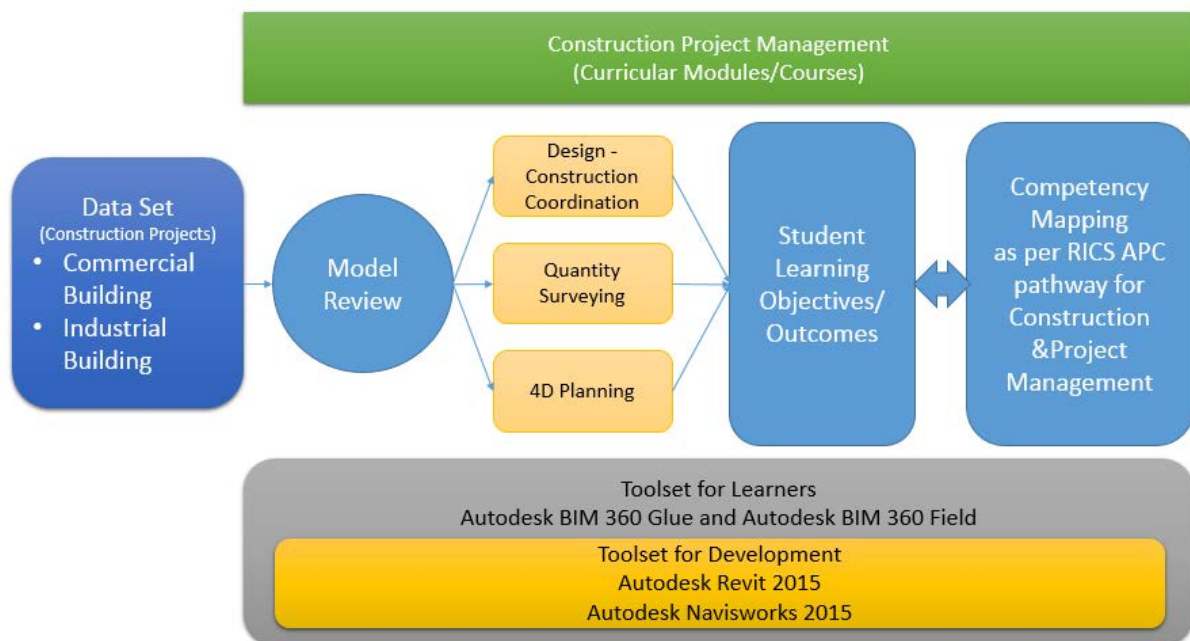 Construction Project Management
(Curricular Modules/Courses)
Data Set
(Construction Projects)
• Commercial
Building
• Industrial
Building
Model
Review
Design -
Construction
Coordination
Quantity
Surveying
4D Planning
Student
Learning
Objectives/
Outcomes
Competency
Mapping
as per RICS APC
pathway for
Construction
&Project
Management
Toolset for Learners
Autodesk BIM 360 Glue and Autodesk BIM 360 Field
Toolset for Development
Autodesk Revit 2015
Autodesk Navisworks 2015